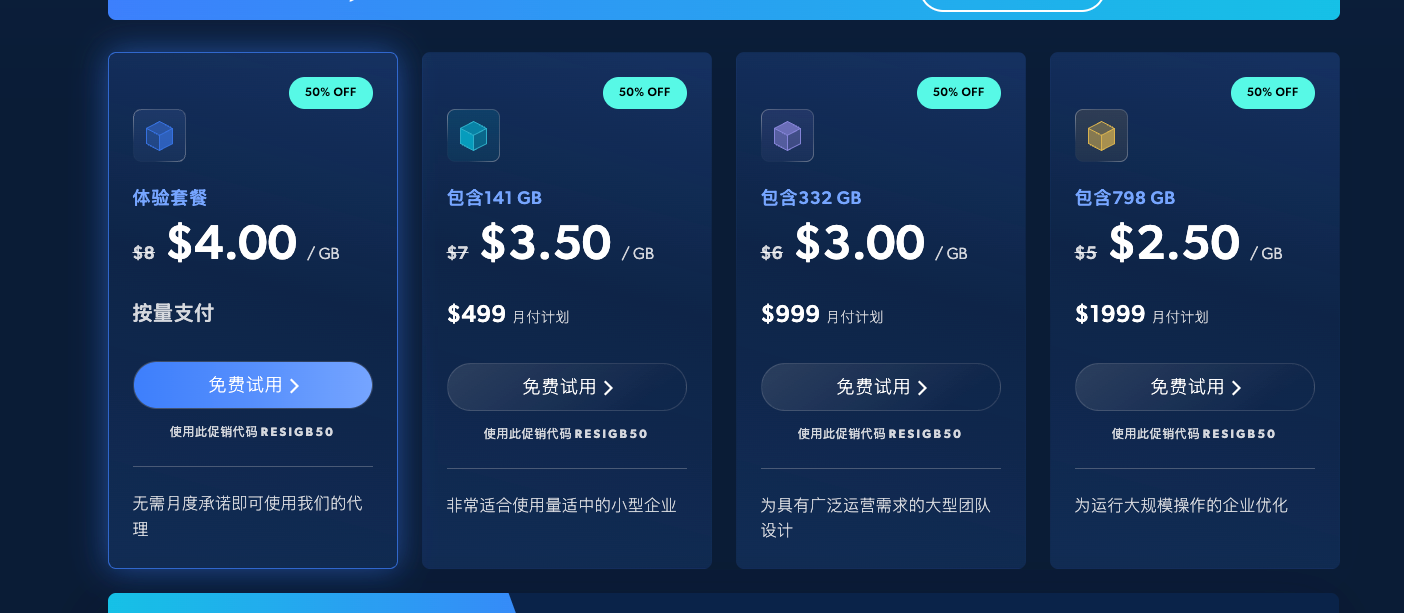 50% OFF
体验套餐
$8 $4.00 / GB
按量支付
免费试用
使用此促销代码 RESIGB50
无需月度承诺即可使用我们的代
理
50% OFF
包含141 GB
$7 $3.50 / GB
$499 月付计划
免费试用
使用此促销代码 RESIGB50
非常适合使用量适中的小型企业
50% OFF
包含332 GB
$6 $3.00 / GB
$999 月付计划
免费试用
使用此促销代码 RESIGB50
为具有广泛运营需求的大型团队
设计
50% OFF
包含798 GB
$5 $2.50 / GB
$1999 月付计划
免费试用
使用此促销代码 RESIGB50
为运行大规模操作的企业优化